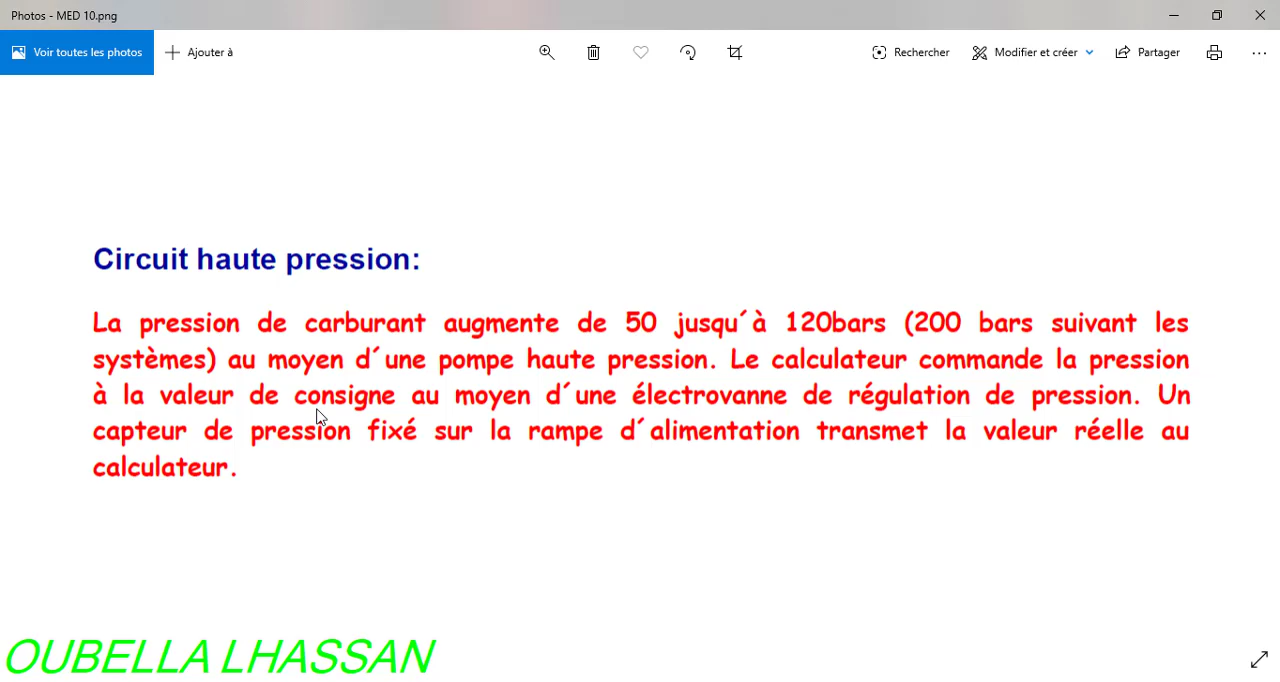 Photos - MED 10.png
Voir toutes les photos
Ajouter à
Rechercher
Modifier et créer
Partager
Circuit haute pression:
La pression de carburant augmente de 50 jusqu´à 120bars (200 bars suivant les
systèmes) au moyen d´une pompe haute pression. Le calculateur commande la pression
à la valeur de consigne au moyen d´une électrovanne de régulation de pression. Un
capteur de pression fixé sur la rampe d´alimentation transmet la valeur réelle au
calculateur.
OUBELLA LHASSAN